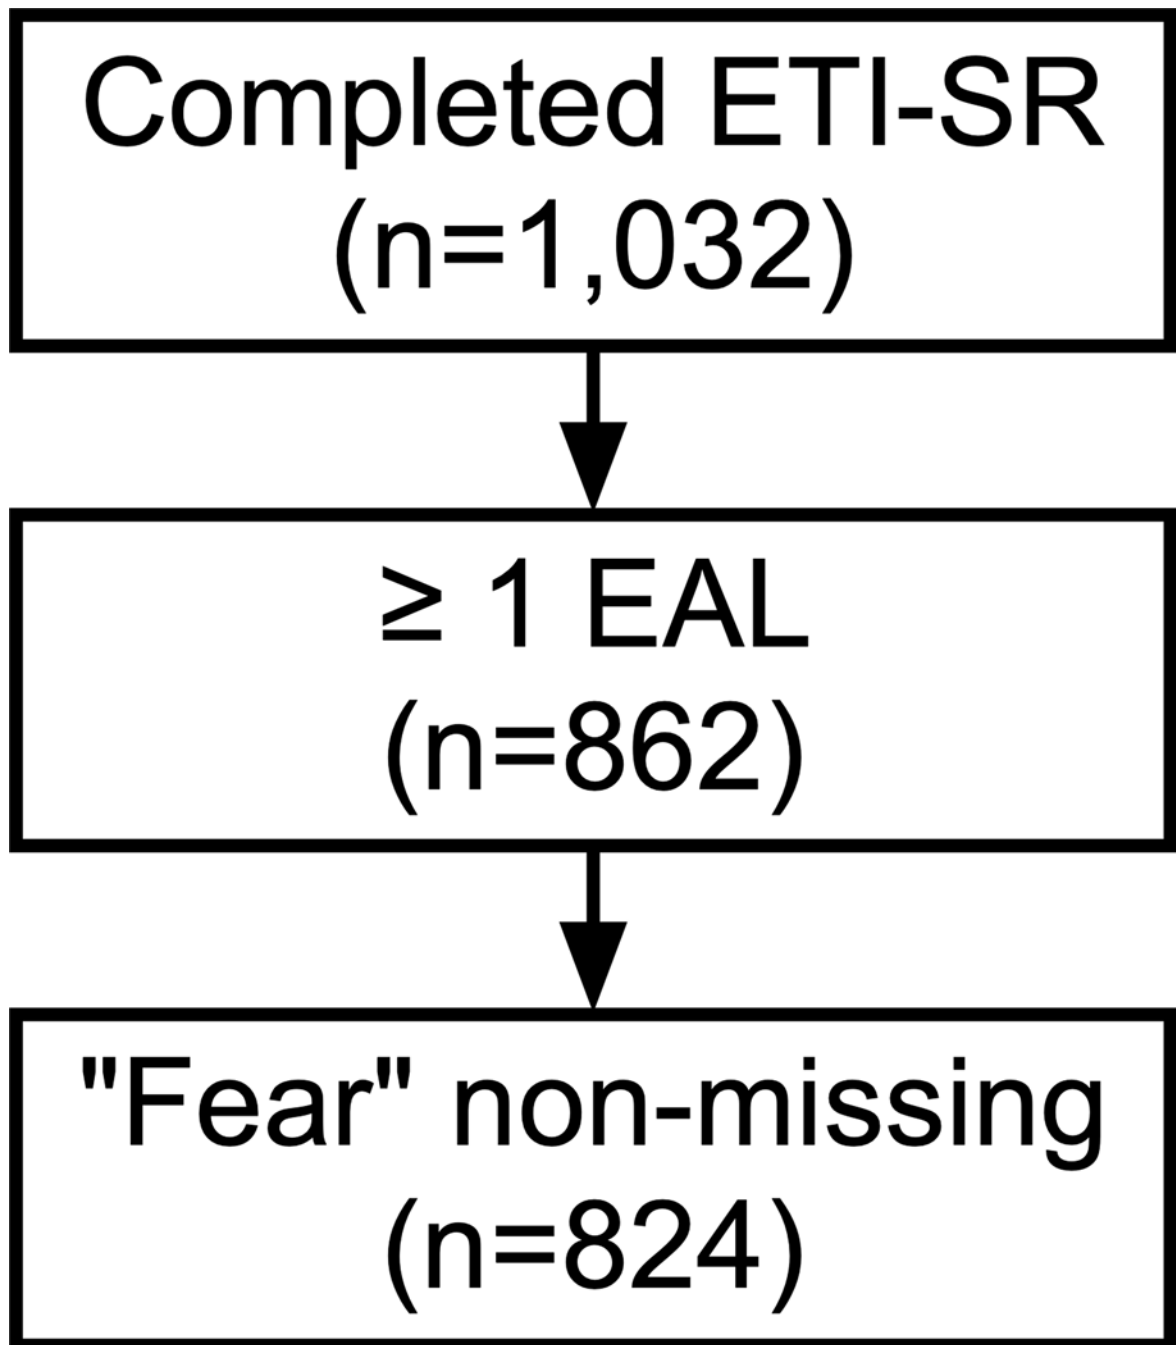 Completed ETI-SR
(n=1,032)
≥ 1 EAL
(n=862)
"Fear" non-missing
(n=824)